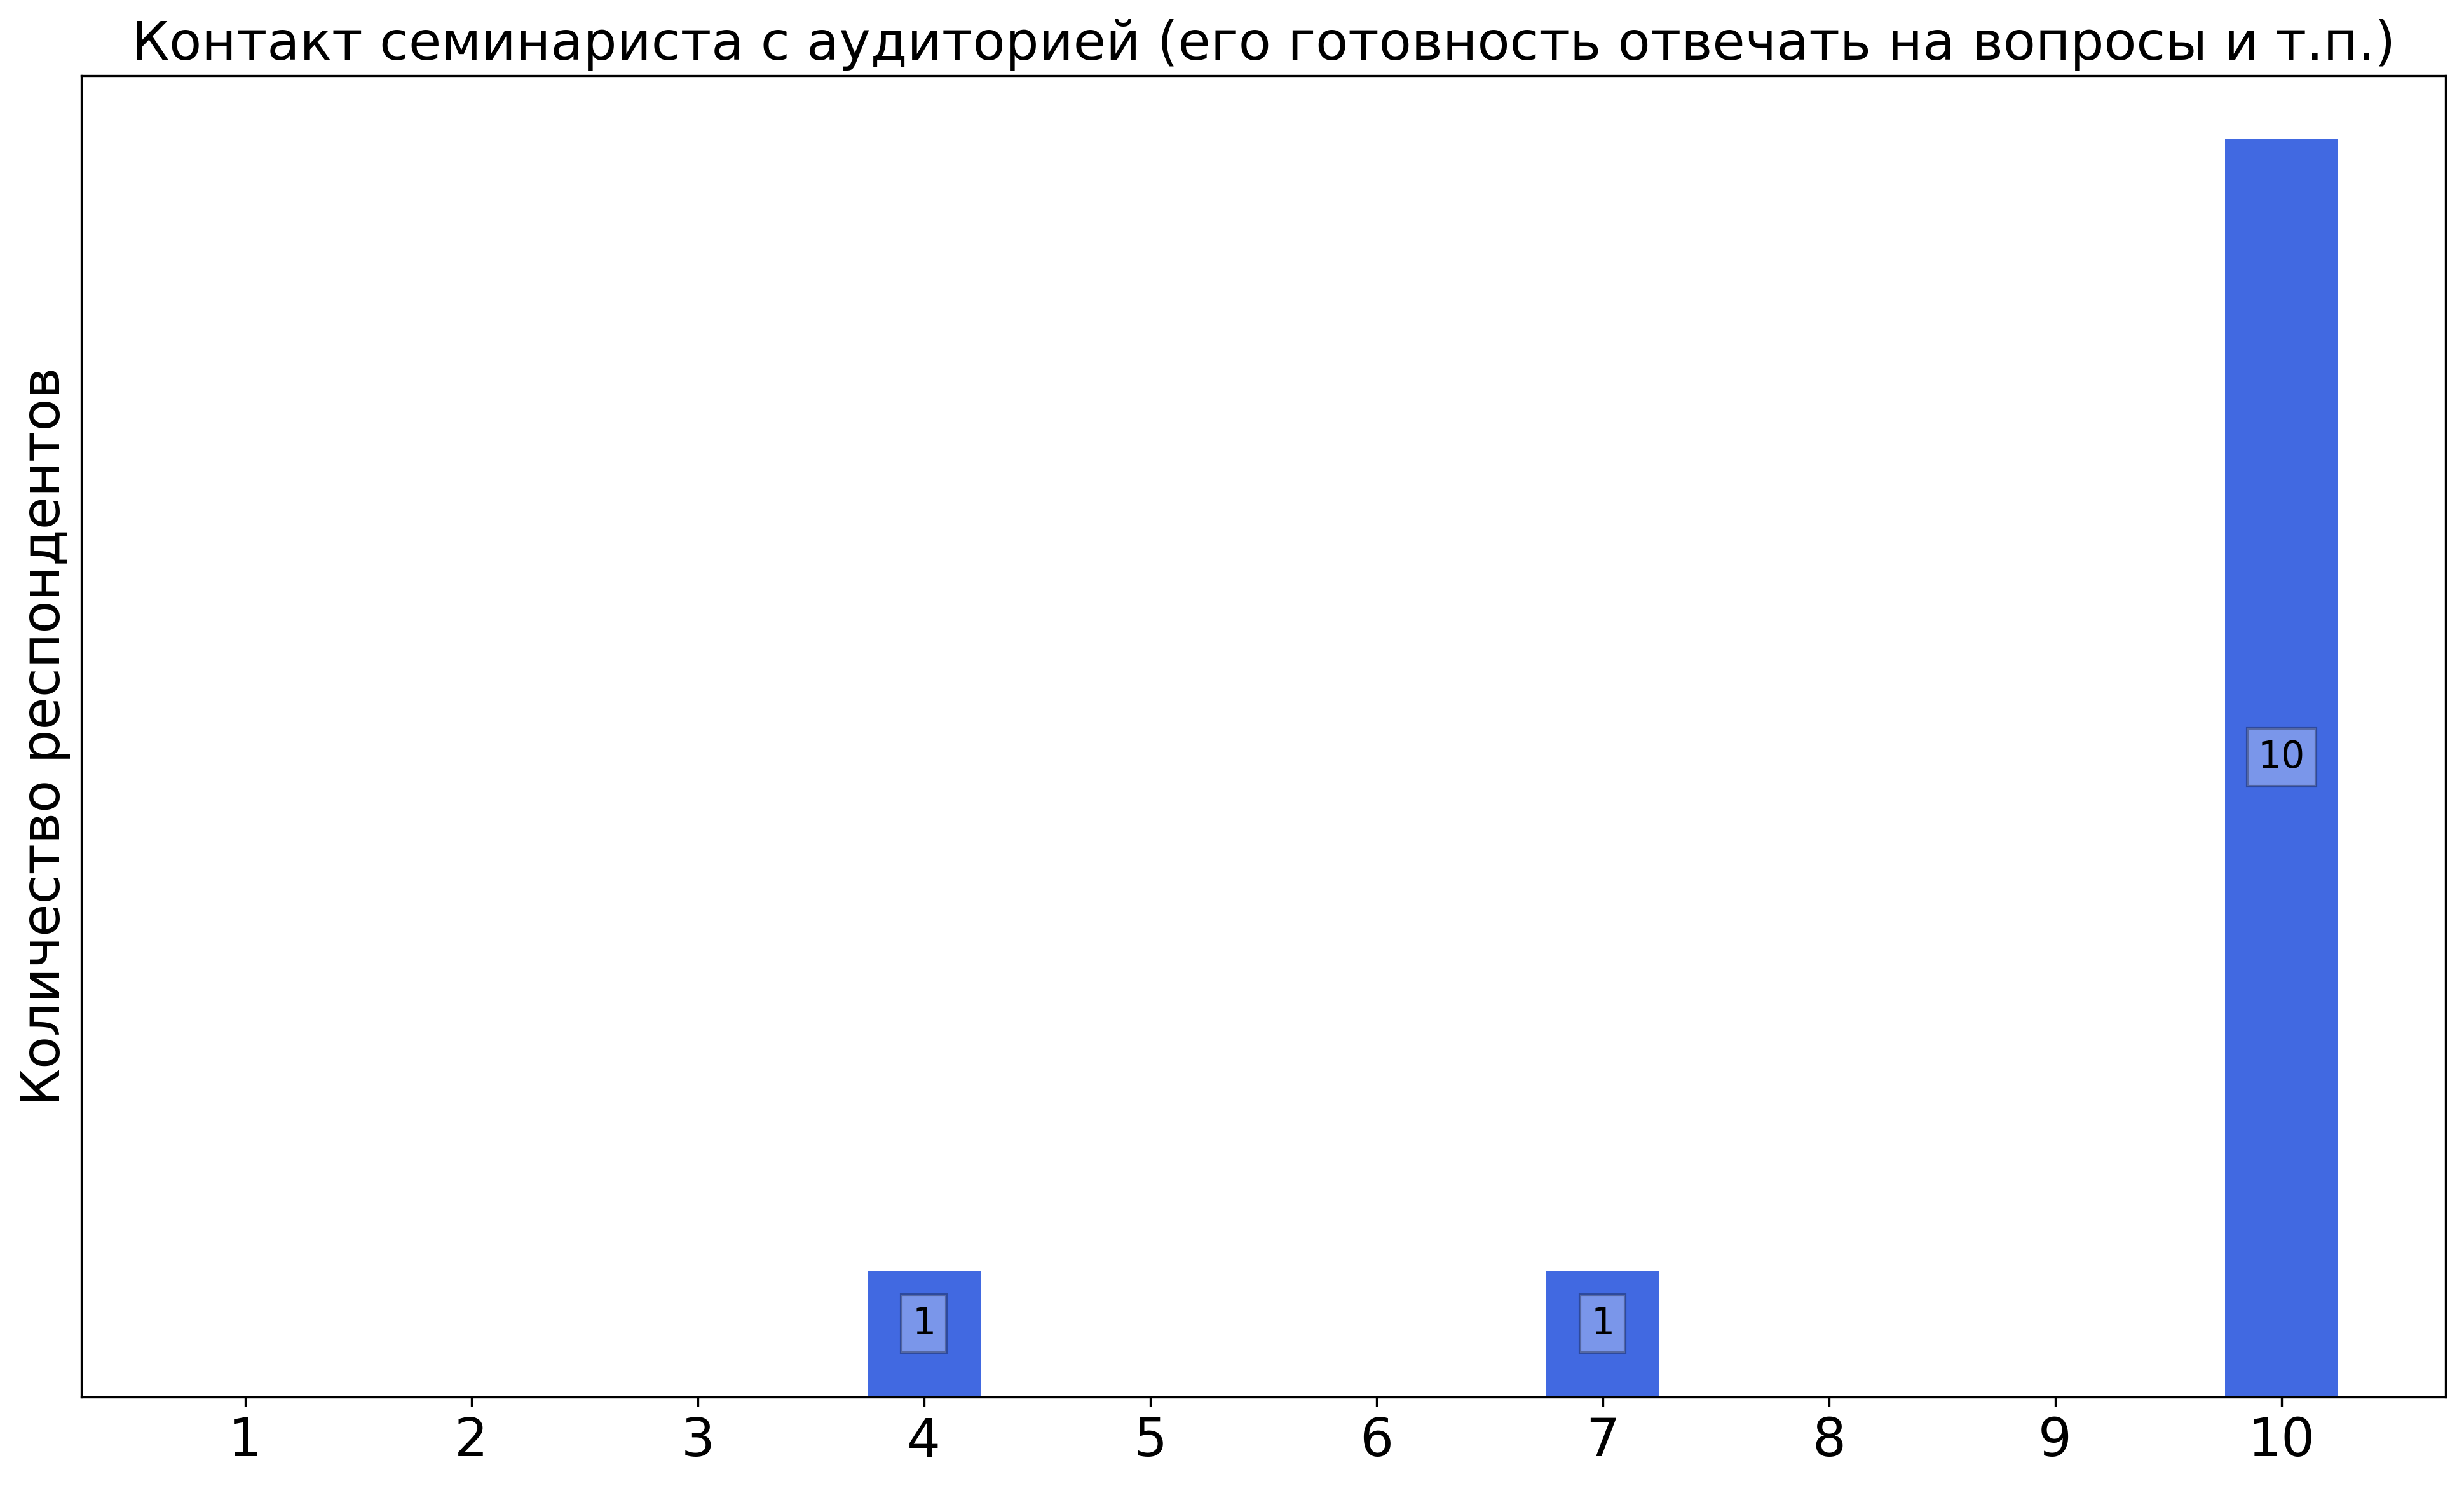 Контакт семинариста с аудиторией (его готовность отвечать на вопросы и т.п.)
Количество респондентов
10
1
1
1 2 3 4 5 6 7 8 9 10